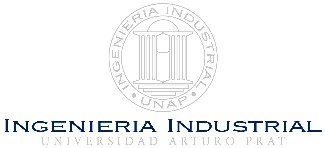 INGENIERIA INDUSTRIAL
· UNAP ·
INGENIERIA INDUSTRIAL
UNIVERSIDAD ARTURO PRAT